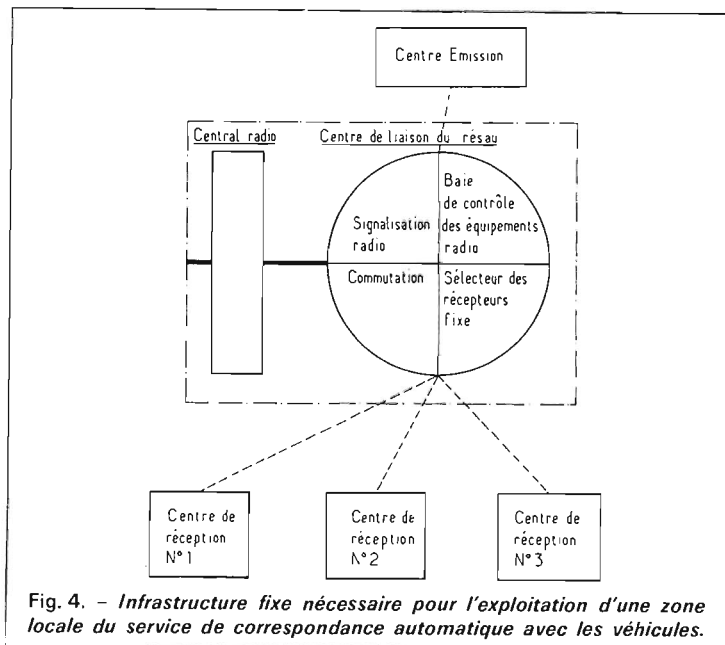 Centre Emission
Central radio
Centre de liaison du résau
Signalisation
radio
Baie
de contrôle
des équipements
radio
Commutation
Sélecteur des
récepteurs
fixe
Centre de
réception
N°1
Centre de
réception
N°2
Centre de
réception
N°3
Fig. 4. – Infrastructure fixe nécessaire pour l'exploitation d'une zone
locale du service de correspondance automatique avec les véhicules.